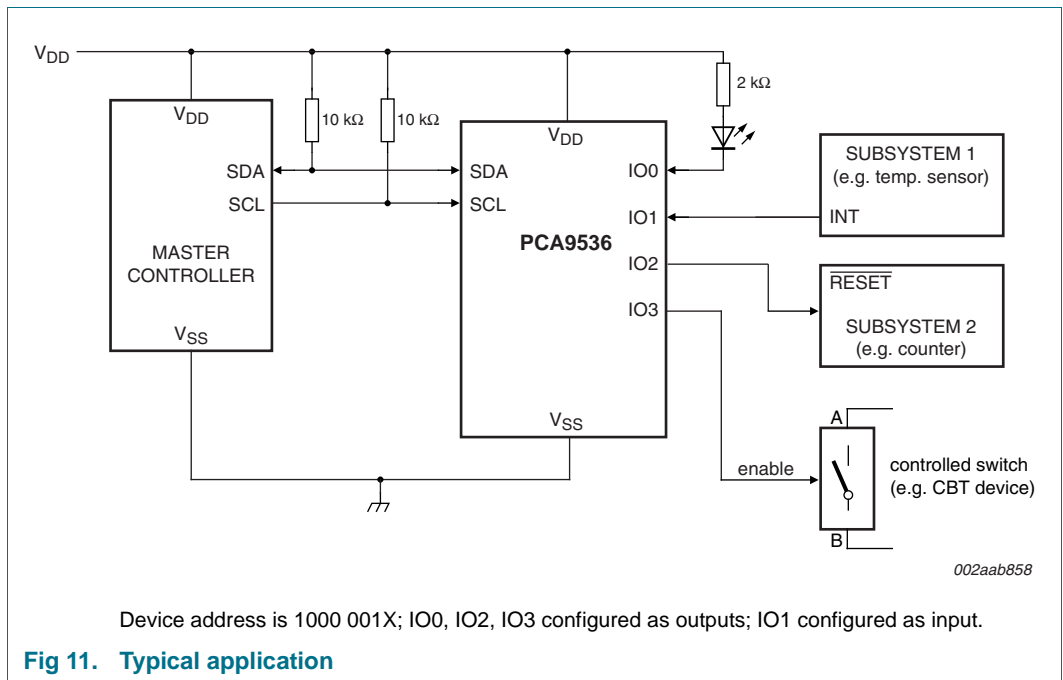 VDD
VDD
10 kΩ
10 kΩ
2 kΩ
VDD
SDA
SCL
MASTER
CONTROLLER
VSS
SDA
SCL
PCA9536
IO0
IO1
IO2
IO3
VSS
SUBSYSTEM 1
(e.g. temp. sensor)
INT
RESET
SUBSYSTEM 2
(e.g. counter)
A
enable
controlled switch
(e.g. CBT device)
B
002aab858
Device address is 1000 001X; IO0, IO2, IO3 configured as outputs; IO1 configured as input.
Fig 11. Typical application